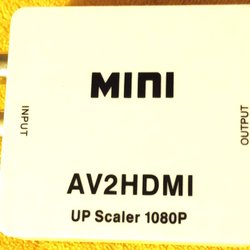 MINI
INPUT
OUTPUT
AV2HDMI
UP Scaler 1080P